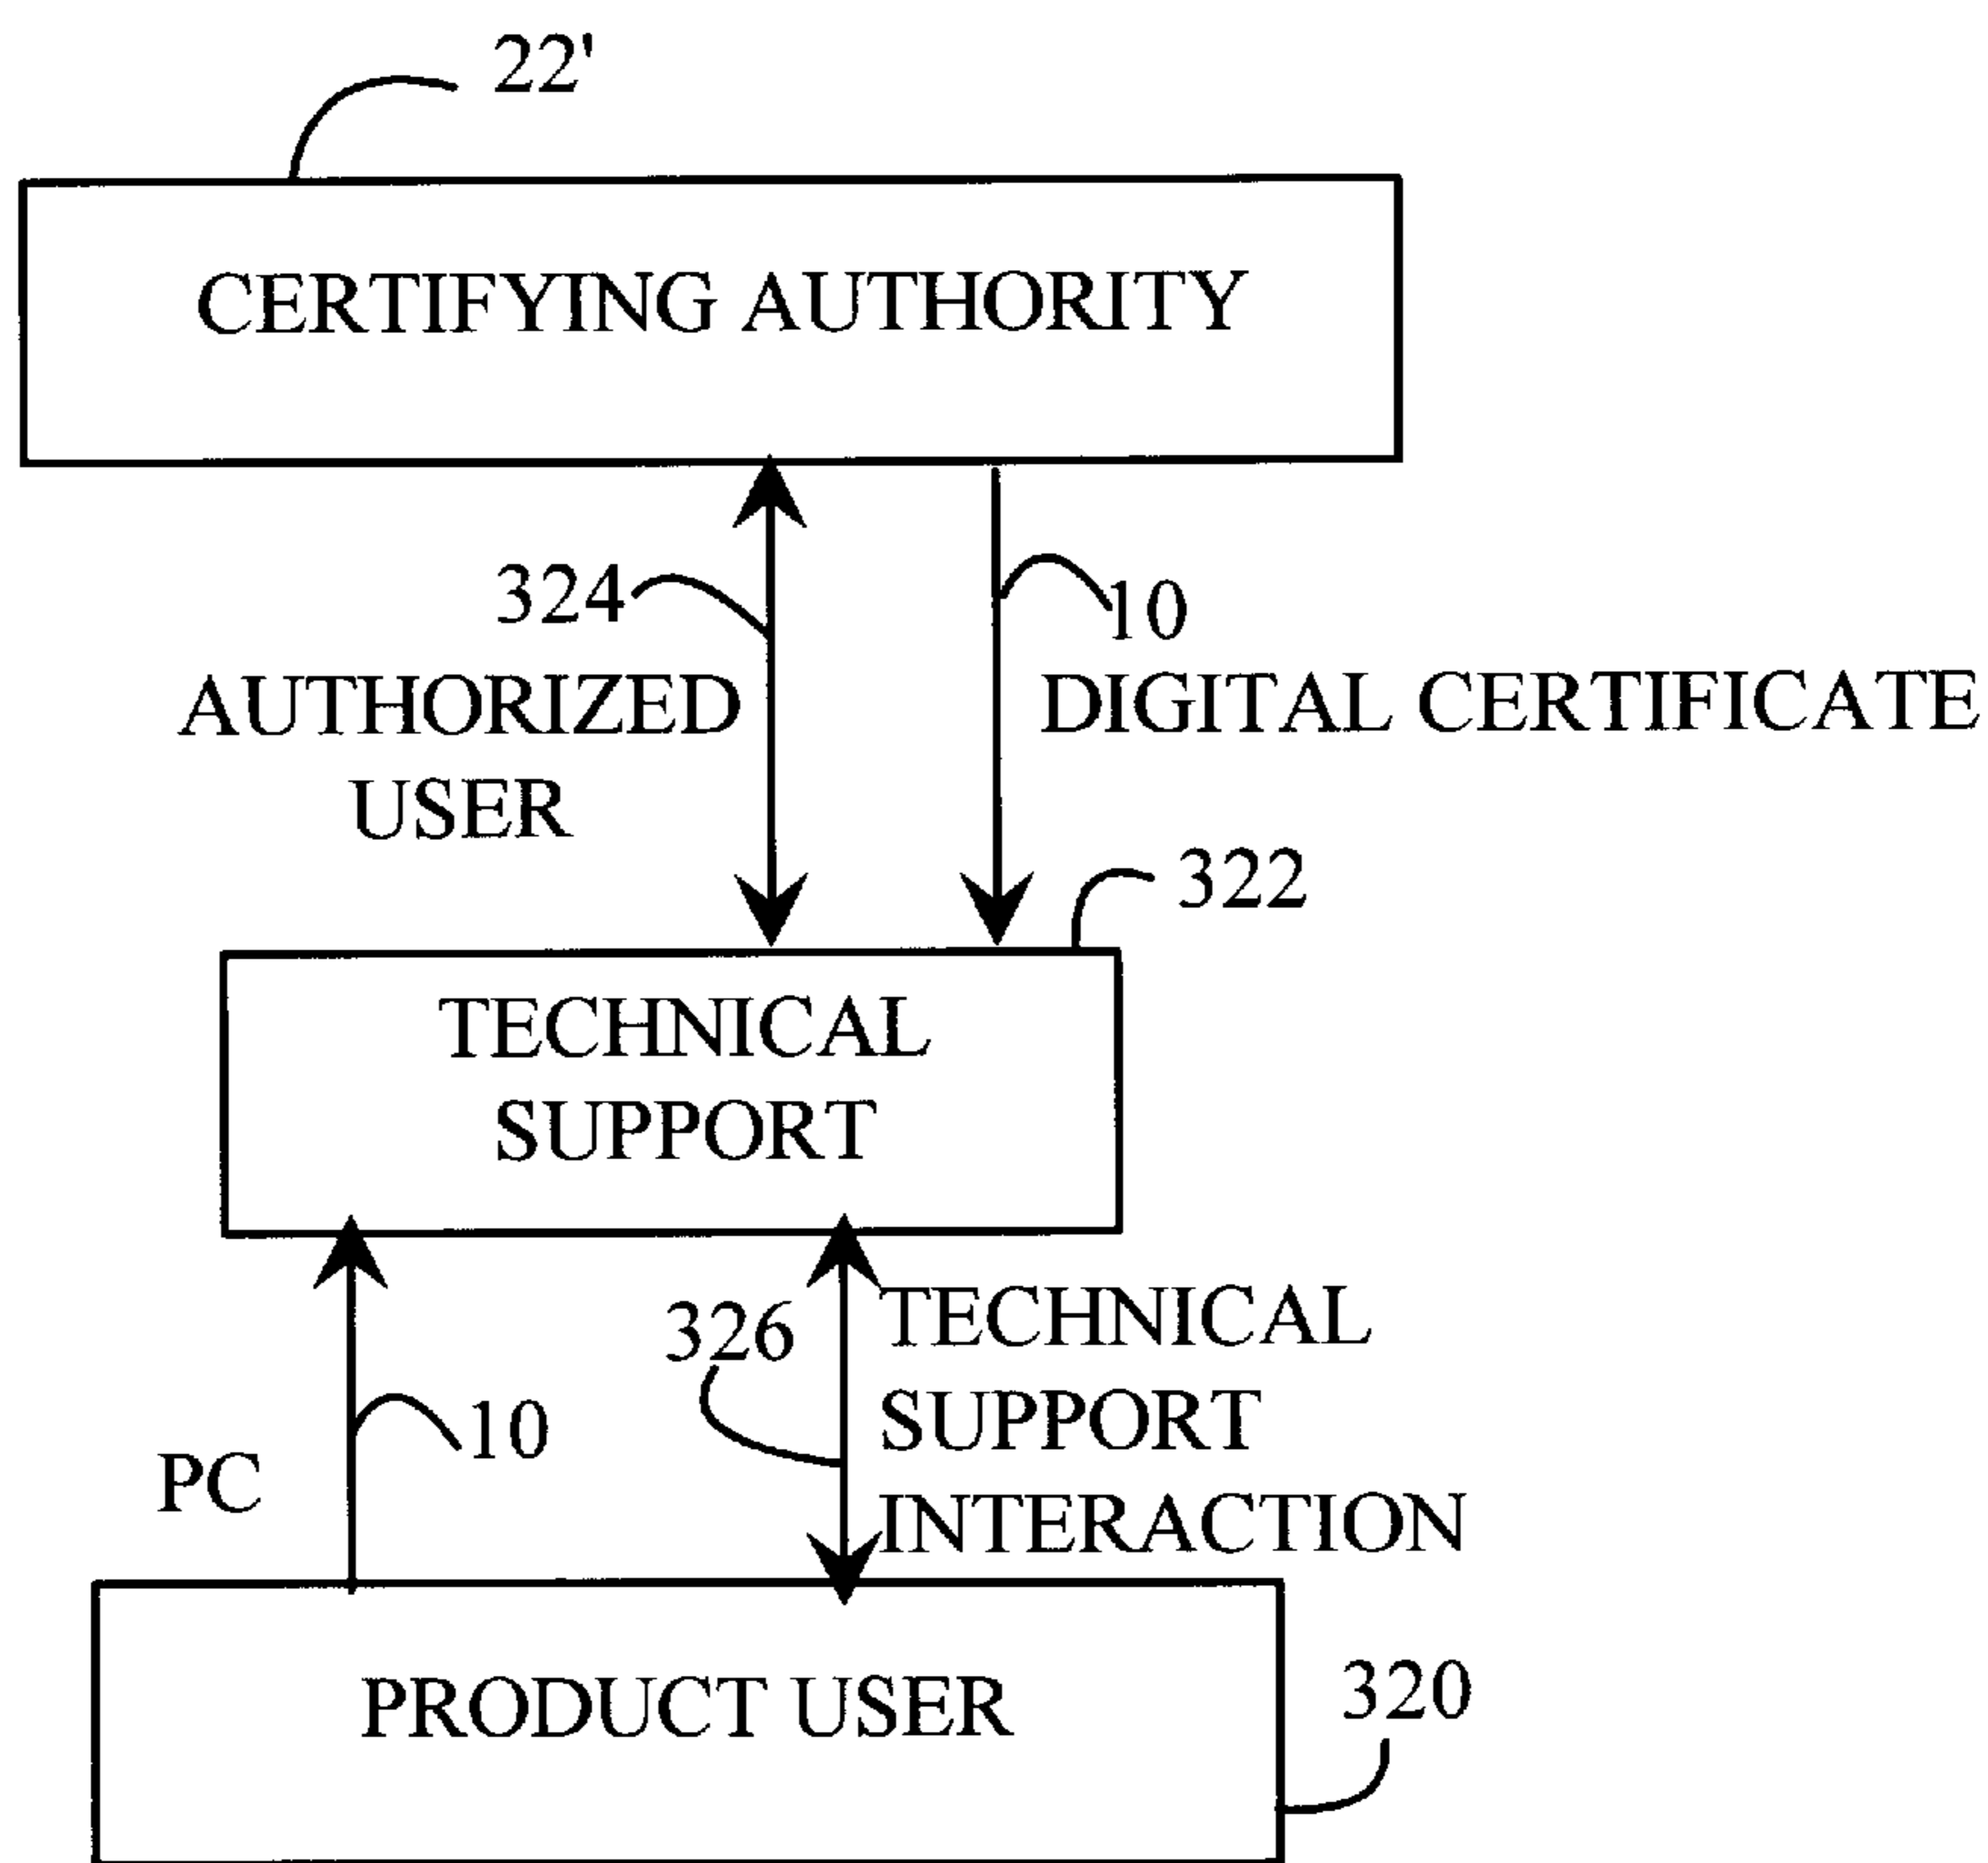 22'
CERTIFYING AUTHORITY
324
10
AUTHORIZED
USER
DIGITAL CERTIFICATE
322
TECHNICAL
SUPPORT
326
TECHNICAL
SUPPORT
INTERACTION
10
PC
PRODUCT USER
320